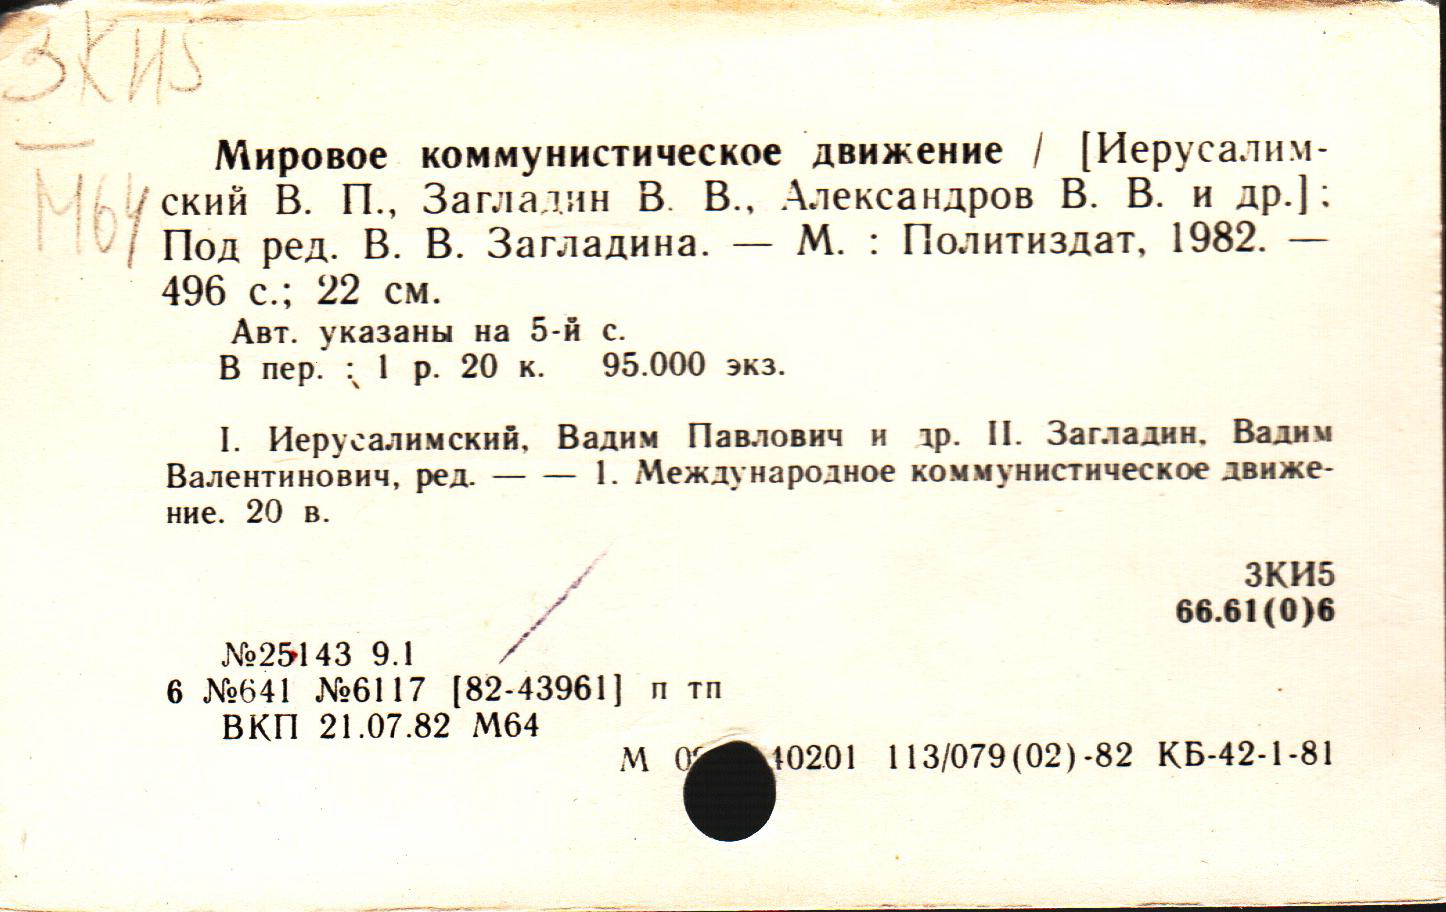 3КИ5
М64
Мировое коммунистическое движение / [Иерусалим-
ский В. П., Загладин В. В., Александров В. В. и др.] ;
Под ред. В. В. Загладина. — М. : Политиздат, 1982. —
496 с.; 22 см.
Авт. указаны на 5-й с.
В пер. : 1 р. 20 к. 95.000 экз.
I. Иерусалимский, Вадим Павлович и др. II. Загладин, Вадим
Валентинович, ред. — — 1. Международное коммунистическое движе-
ние. 20 в.
3КИ5
66.61(0)6
№25143 9.1
6 №641 №6117 [82-43961] п тп
ВКП 21.07.82 М64
М 113/079(02)-82 КБ-42-1-81